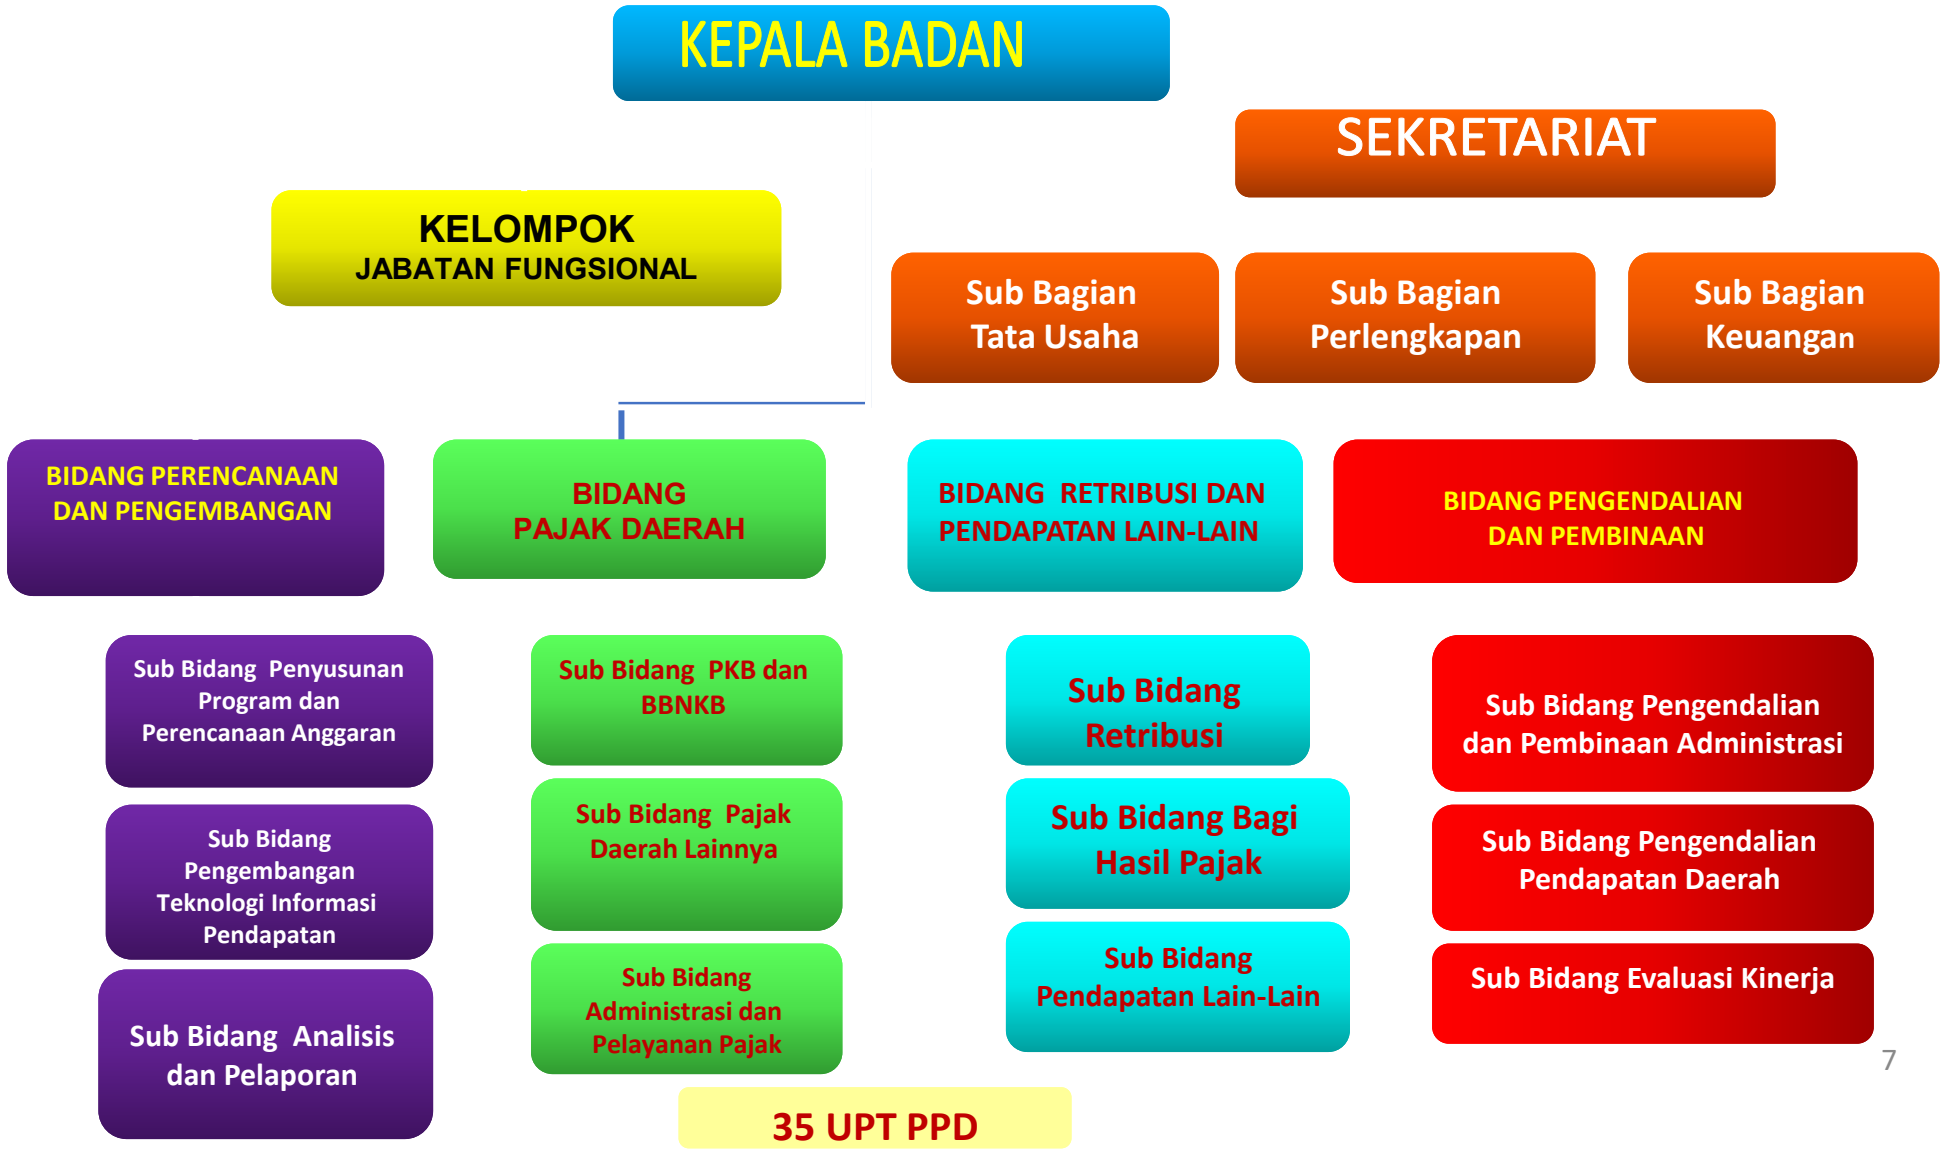 KEPALA BADAN
SEKRETARIAT
KELOMPOK
JABATAN FUNGSIONAL
Sub Bagian
Tata Usaha
Sub Bagian
Perlengkapan
Sub Bagian
Keuangan
BIDANG PERENCANAAN
DAN PENGEMBANGAN
BIDANG
PAJAK DAERAH
BIDANG RETRIBUSI DAN
PENDAPATAN LAIN-LAIN
BIDANG PENGENDALIAN
DAN PEMBINAAN
Sub Bidang Penyusunan
Program dan
Perencanaan Anggaran
Sub Bidang
Pengembangan
Teknologi Informasi
Pendapatan
Sub Bidang Analisis
dan Pelaporan
Sub Bidang PKB dan
BBNKB
Sub Bidang Pajak
Daerah Lainnya
Sub Bidang
Administrasi dan
Pelayanan Pajak
Sub Bidang
Retribusi
Sub Bidang Bagi
Hasil Pajak
Sub Bidang
Pendapatan Lain-Lain
Sub Bidang Pengendalian
dan Pembinaan Administrasi
Sub Bidang Pengendalian
Pendapatan Daerah
Sub Bidang Evaluasi Kinerja
7
35 UPT PPD